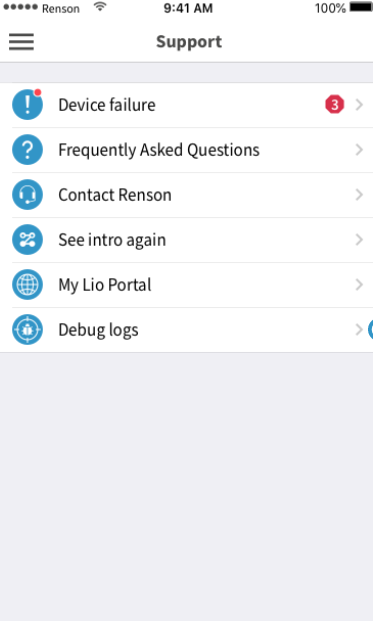 Renson 9:41 AM 100%
Support
Device failure 3
Frequently Asked Questions
Contact Renson
See intro again
My Lio Portal
Debug logs